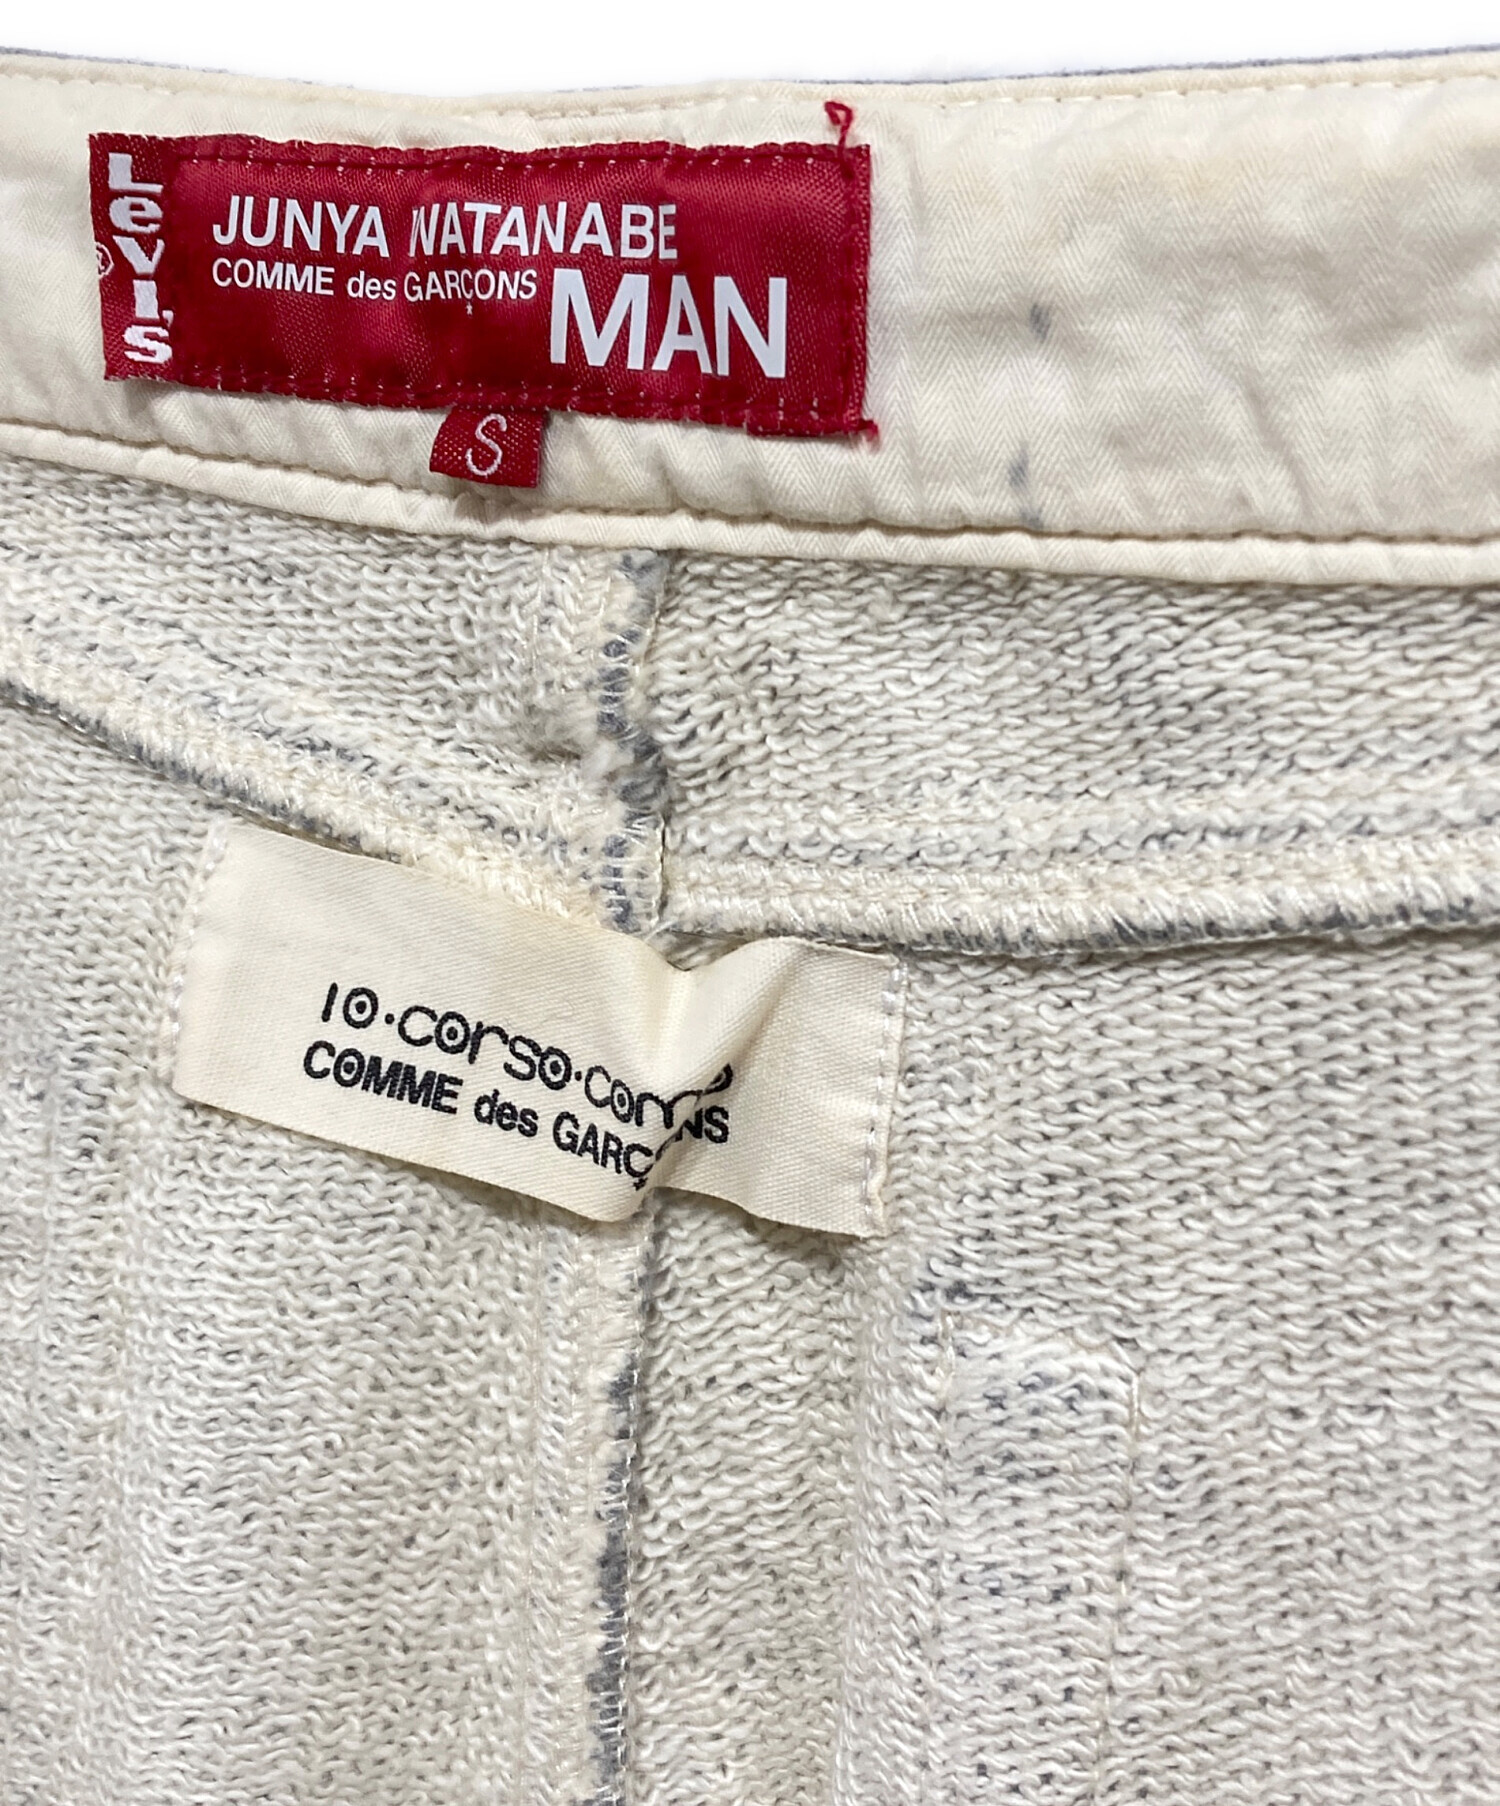 Levi's
®
JUNYA WATANABE
COMME des GARÇONS
MAN
S
10·corso·como
COMME des GARÇONS